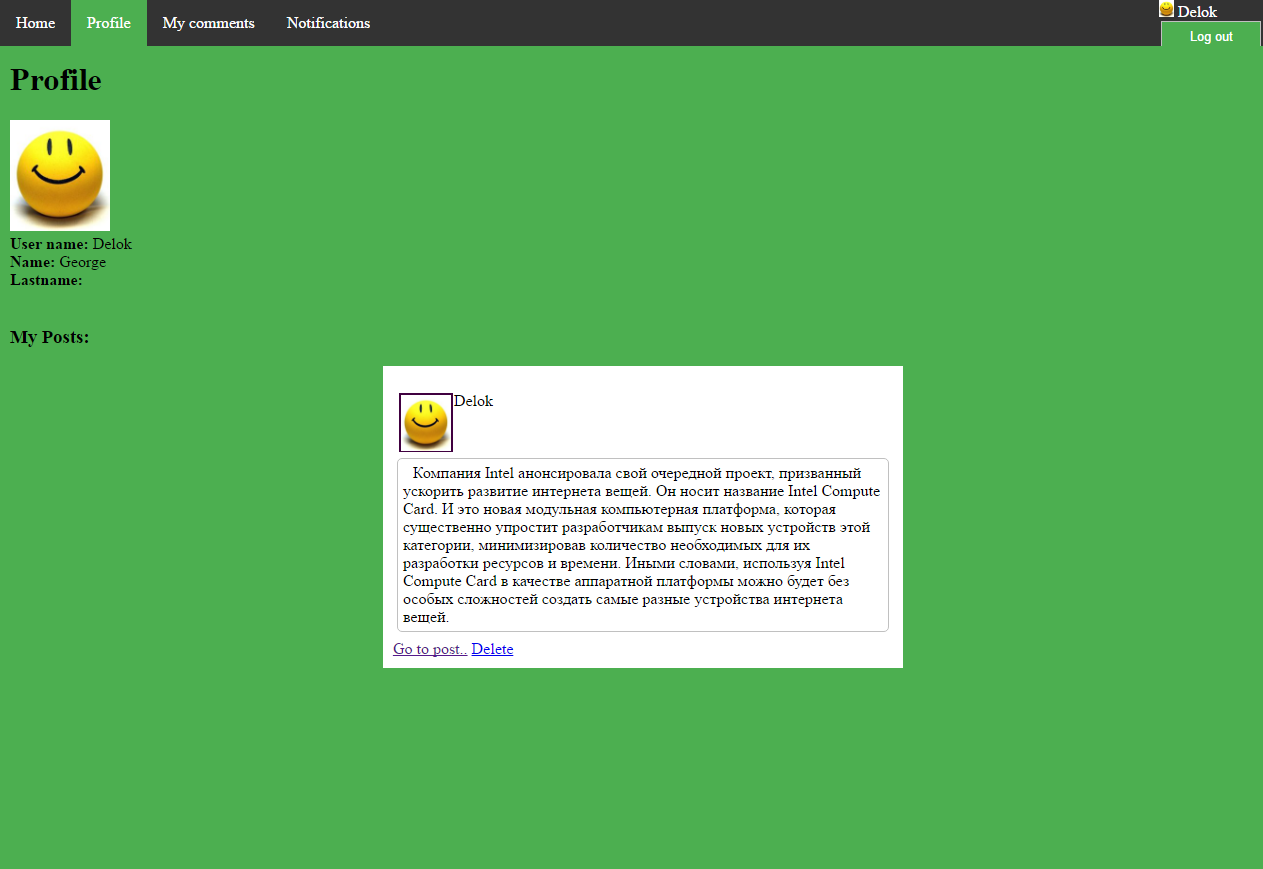 Home Profile My comments Notifications Delok
Log out
Profile
User name: Delok
Name: George
Lastname:
My Posts:
Delok
Компания Intel анонсировала свой очередной проект, призванный
ускорить развитие интернета вещей. Он носит название Intel Compute
Card. И это новая модульная компьютерная платформа, которая
существенно упростит разработчикам выпуск новых устройств этой
категории, минимизировав количество необходимых для их
разработки ресурсов и времени. Иными словами, используя Intel
Compute Card в качестве аппаратной платформы можно будет без
особых сложностей создать самые разные устройства интернета
вещей.
Go to post.. Delete